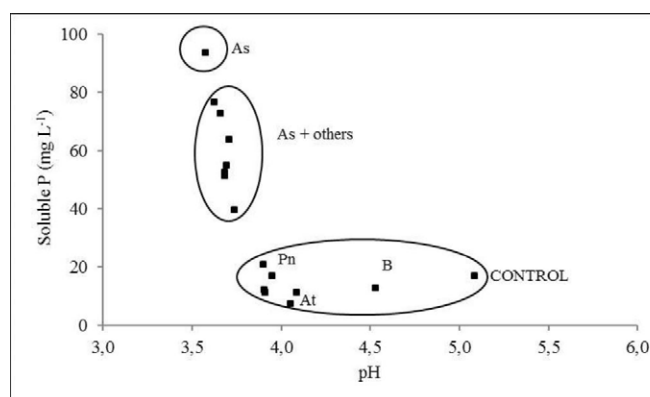 100
80
60
40
20
0
Soluble P (mg L-1)
As
As + others
Pn
B
At
CONTROL
3,0 3,5 4,0 4,5 5,0 5,5 6,0
pH